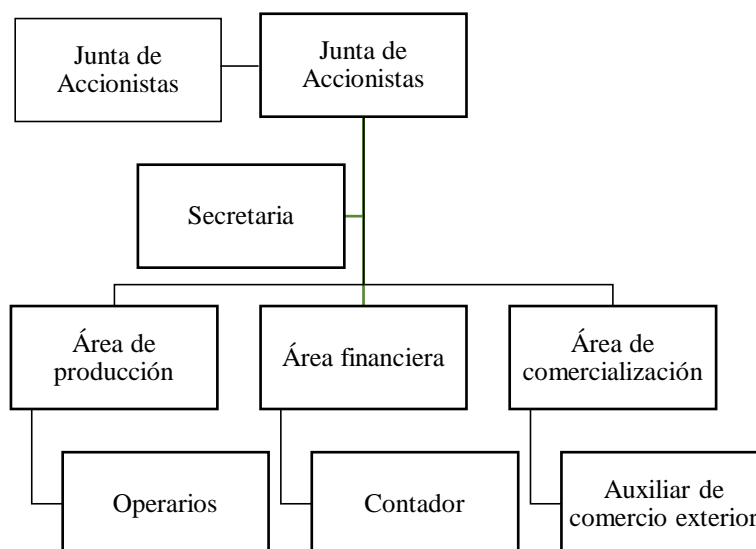 Junta de
Accionistas
Junta de
Accionistas
Secretaria
Área de
producción
Área financiera
Área de
comercialización
Operarios
Contador
Auxiliar de
comercio exterior